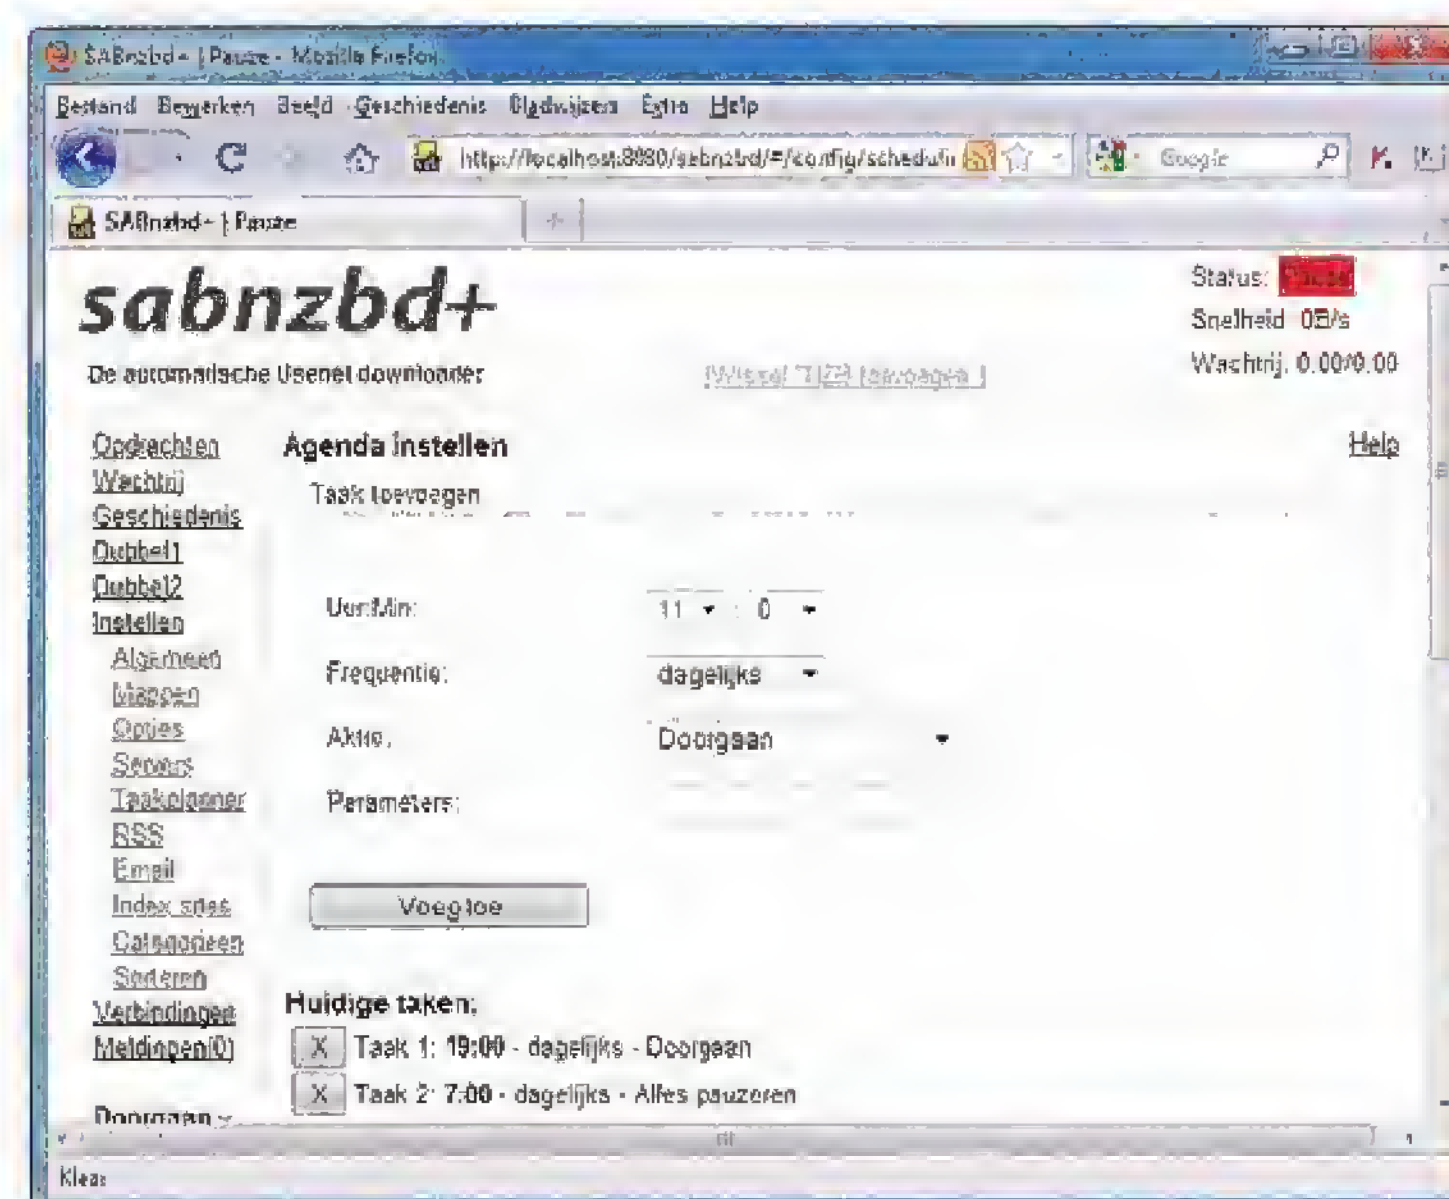 SABnzbd+ | Pauze - Mozilla Firefox
Bestand Bewerken Beeld Geschiedenis Bladwijzers Extra Help
http://localhost:8080/sabnzbd/#/config/schedulin Google
SABnzbd+ | Pauze
sabnzbd+
De automatische Usenet downloader
Status: Pauze
Snelheid 0B/s
Wachtrij: 0.00/0.00
Opdrachten
Wachtrij
Geschiedenis
Dubbel1
Dubbel2
Instellen
Algemeen
Mappen
Opties
Servers
Taakplanner
RSS
Email
Index sites
Categorieën
Sorteren
Verbindingen
Meldingen(0)
Doorgaan
Agenda instellen
Help
Taak toevoegen
Uur:Min:
11 : 0
Frequentie:
dagelijks
Aktie:
Doorgaan
Parameters:
Voeg toe
Huidige taken:
X Taak 1: 19:00 - dagelijks - Doorgaan
X Taak 2: 7:00 - dagelijks - Alles pauzeren
Klaar